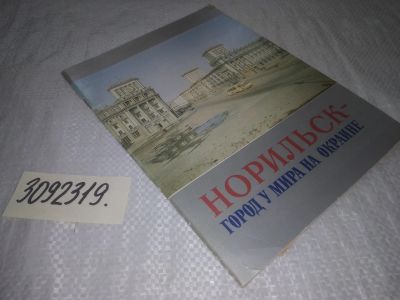 3092319.
НОРИЛЬСК-
ГОРОД У МИРА НА ОКРАИНЕ